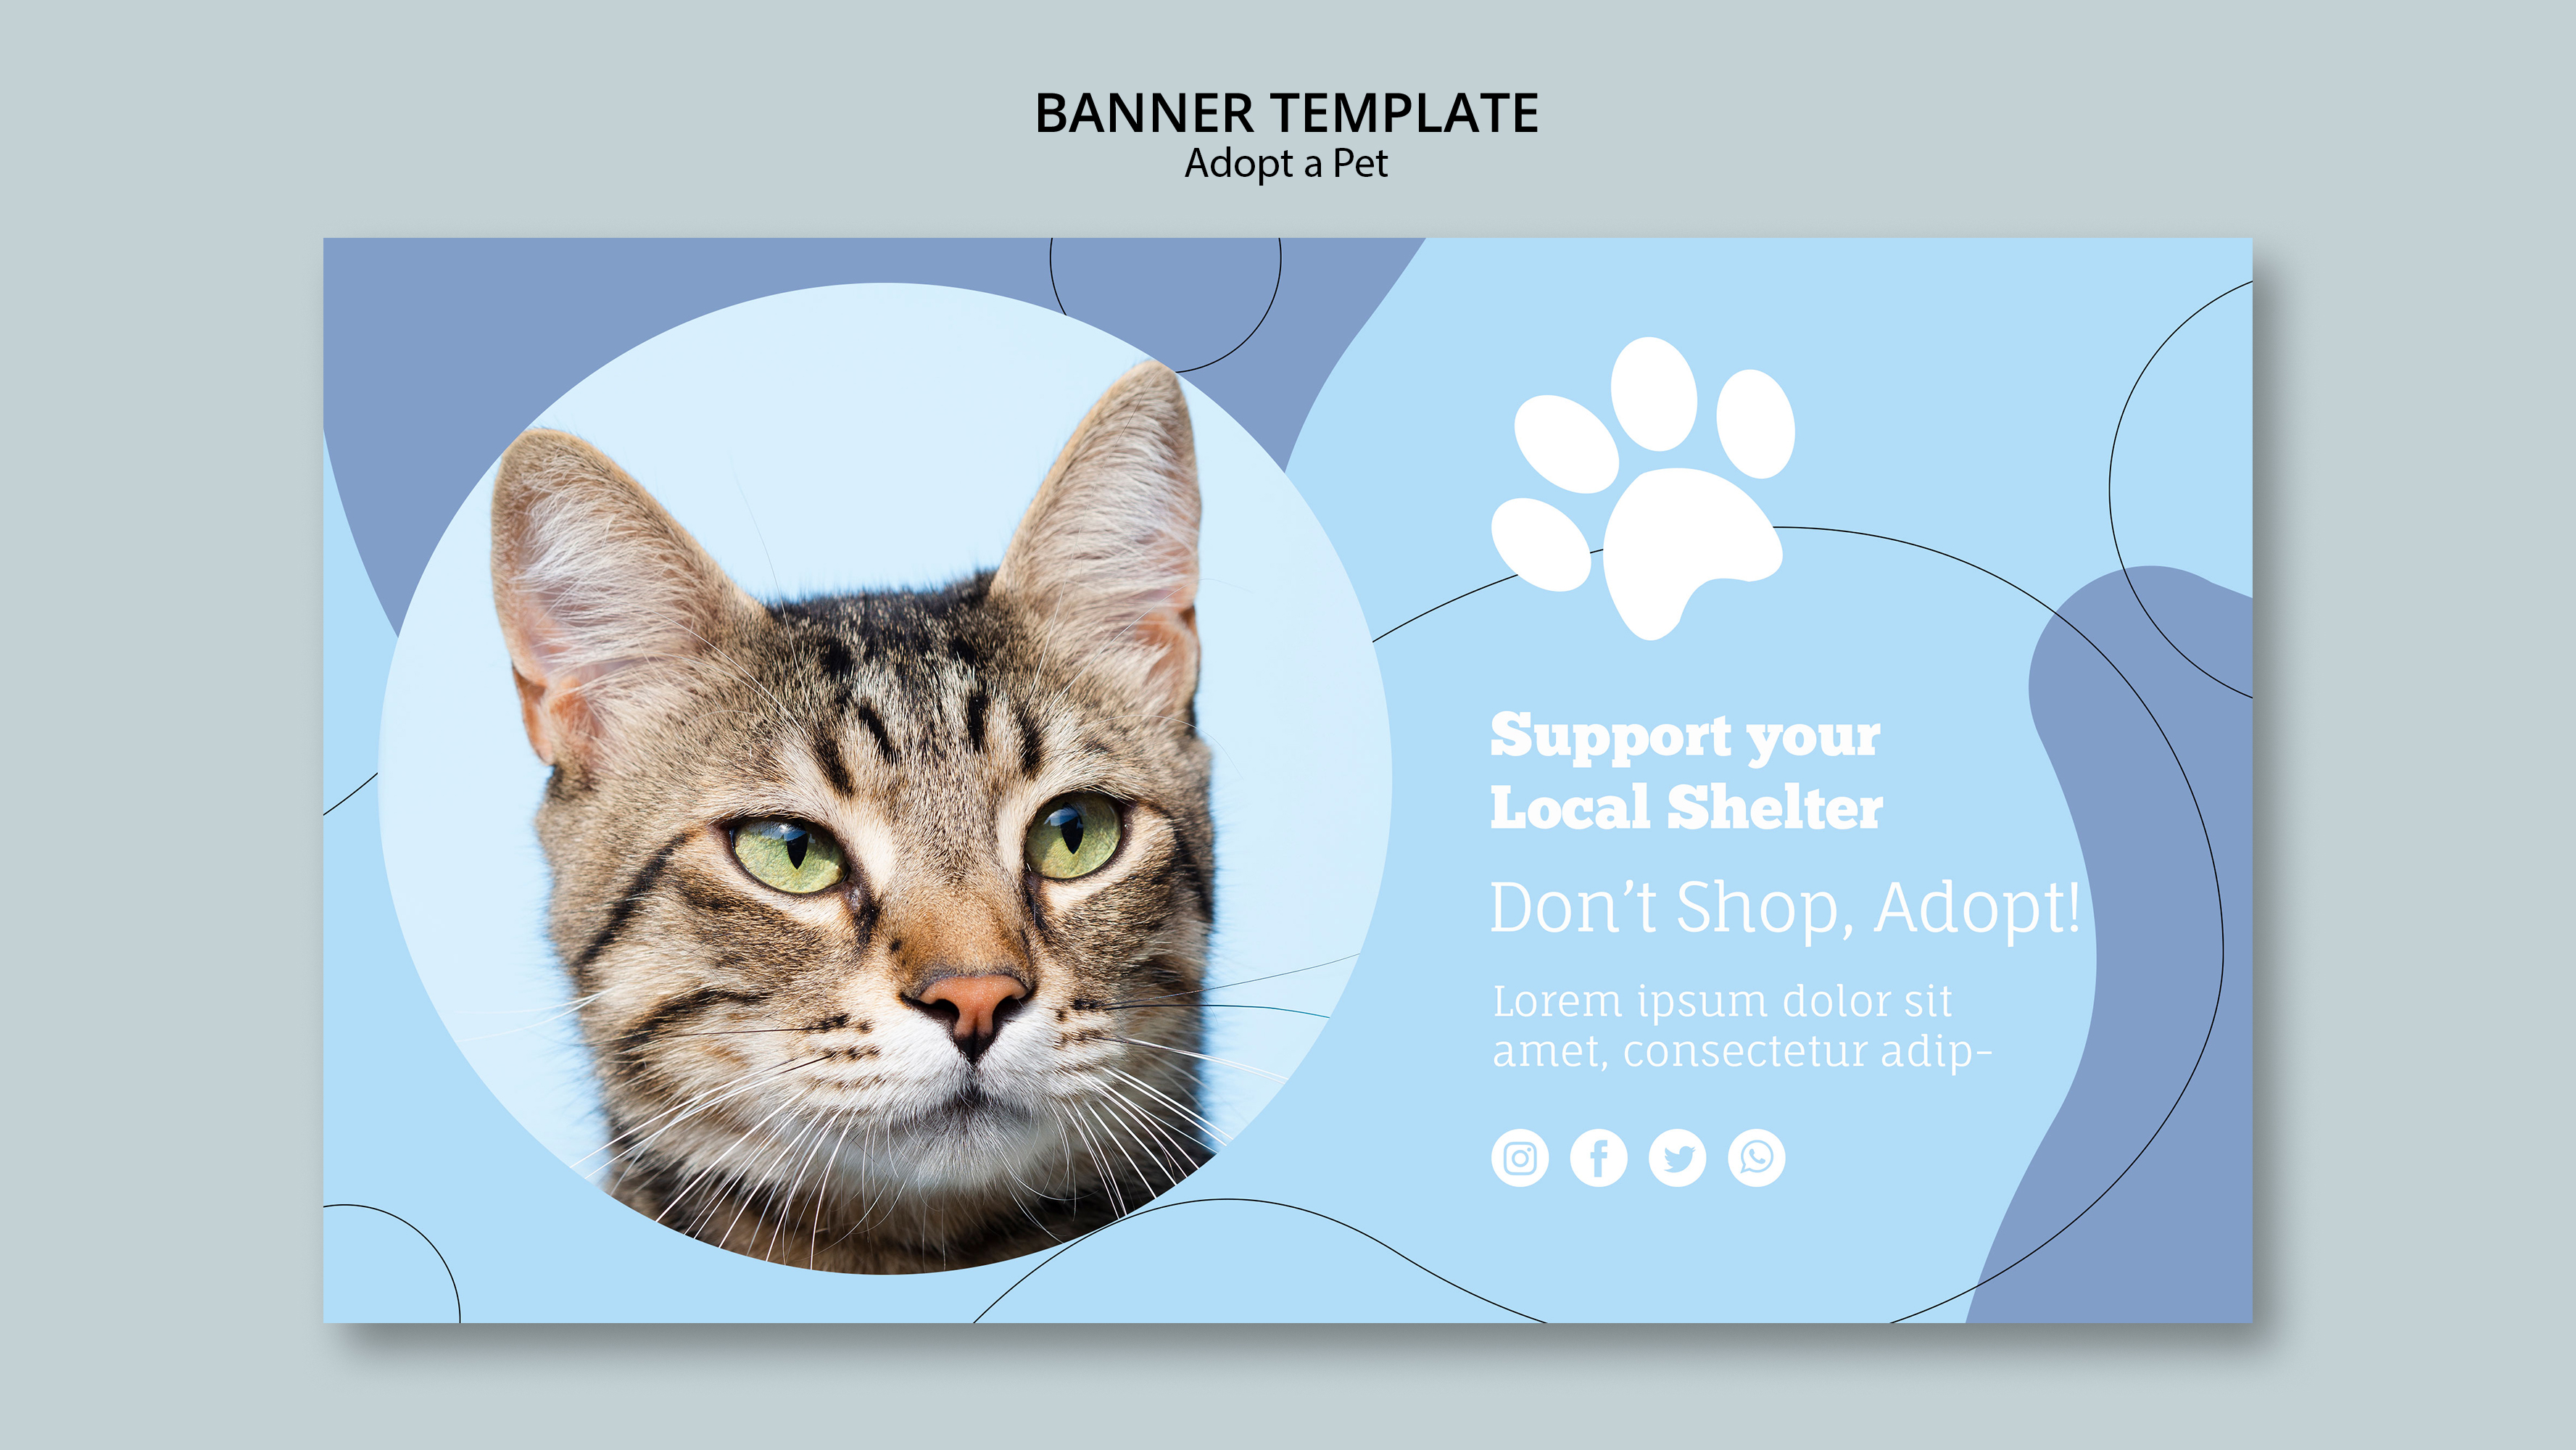 BANNER TEMPLATE
Adopt a Pet
Support your
Local Shelter
Don’t Shop, Adopt!
Lorem ipsum dolor sit
amet, consectetur adip-